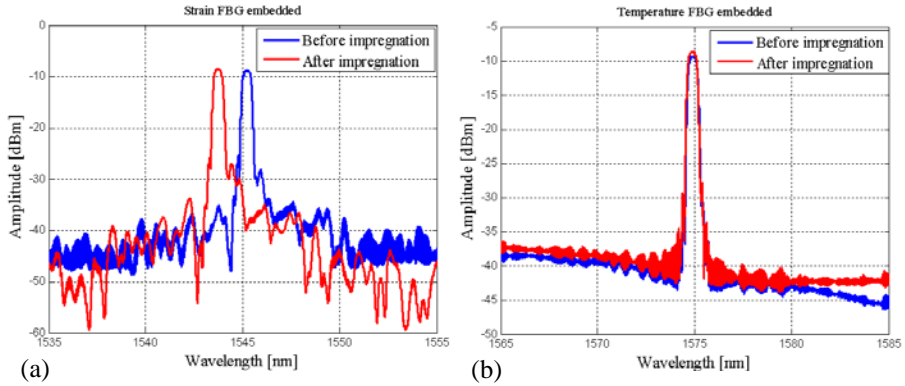 Strain FBG embedded
0
-10
-20
-30
-40
-50
-60
Amplitude [dBm]
Before impregnation
After impregnation
1535
1540
1545
1550
1555
Wavelength [nm]
(a)
Temperature FBG embedded
0
-5
-10
-15
-20
-25
-30
-35
-40
-45
-50
Amplitude [dBm]
Before impregnation
After impregnation
1565
1570
1575
1580
1585
Wavelength [nm]
(b)